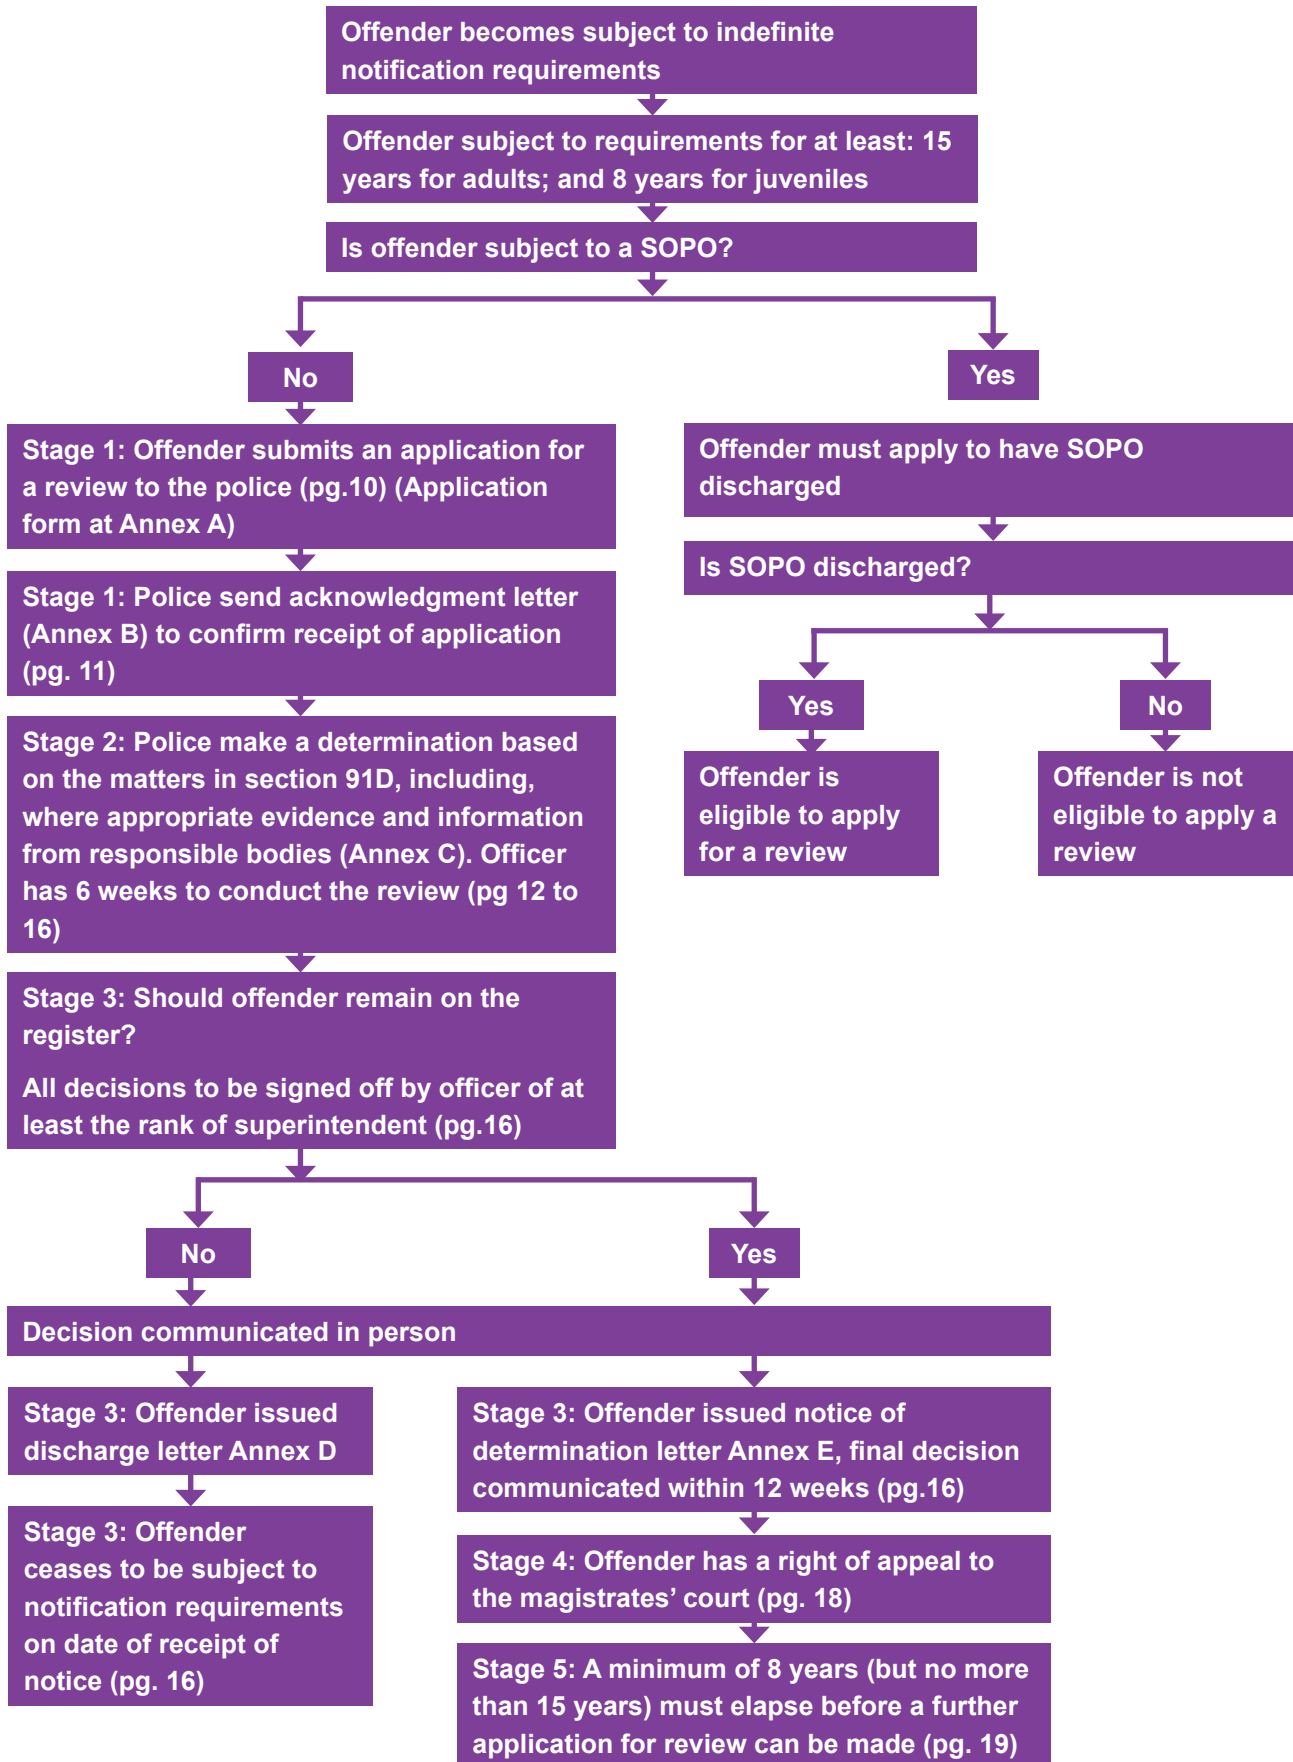 Offender becomes subject to indefinite
notification requirements
Offender subject to requirements for at least: 15
years for adults; and 8 years for juveniles
Is offender subject to a SOPO?
No
Yes
Stage 1: Offender submits an application for
a review to the police (pg.10) (Application
form at Annex A)
Stage 1: Police send acknowledgment letter
(Annex B) to confirm receipt of application
(pg. 11)
Stage 2: Police make a determination based
on the matters in section 91D, including,
where appropriate evidence and information
from responsible bodies (Annex C). Officer
has 6 weeks to conduct the review (pg 12 to
16)
Stage 3: Should offender remain on the
register?
All decisions to be signed off by officer of at
least the rank of superintendent (pg.16)
Offender must apply to have SOPO
discharged
Is SOPO discharged?
Yes
No
Offender is
eligible to apply
for a review
Offender is not
eligible to apply a
review
No
Yes
Decision communicated in person
Stage 3: Offender issued
discharge letter Annex D
Stage 3: Offender
ceases to be subject to
notification requirements
on date of receipt of
notice (pg. 16)
Stage 3: Offender issued notice of
determination letter Annex E, final decision
communicated within 12 weeks (pg.16)
Stage 4: Offender has a right of appeal to
the magistrates’ court (pg. 18)
Stage 5: A minimum of 8 years (but no more
than 15 years) must elapse before a further
application for review can be made (pg. 19)